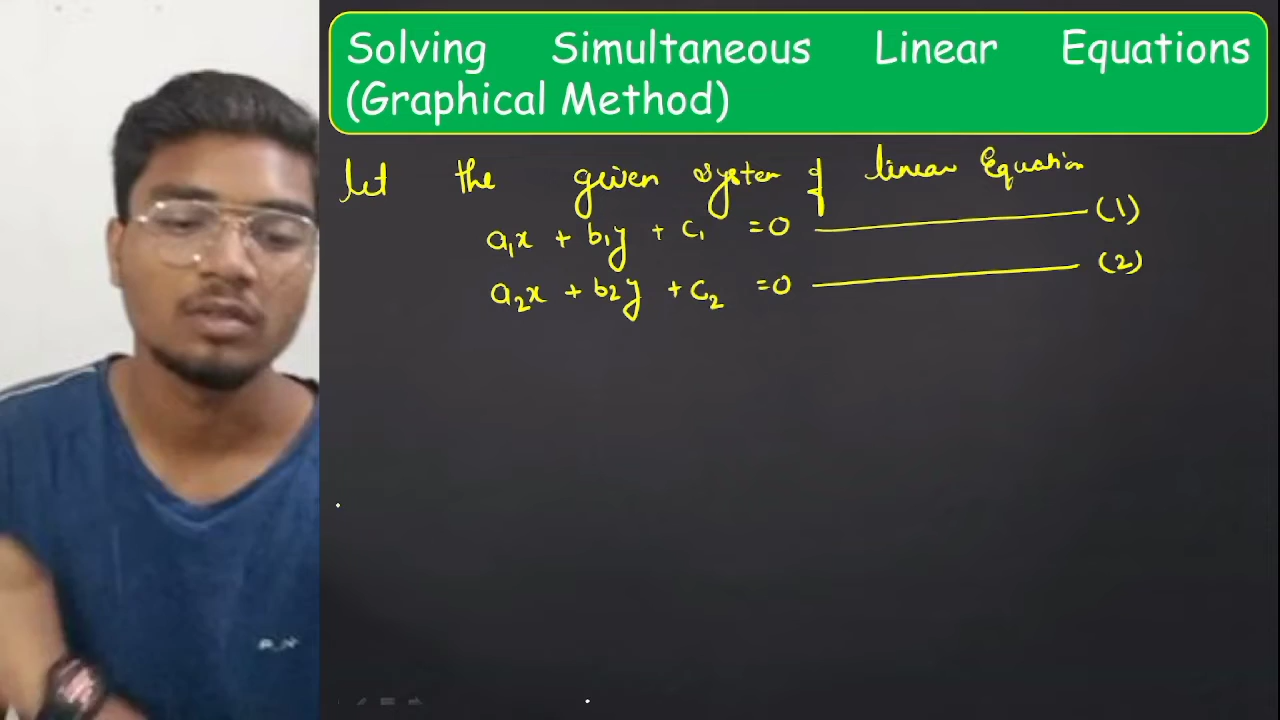 Solving Simultaneous Linear Equations
(Graphical Method)
Let the given system of linear Equation
a₁x + b₁y + c₁ = 0 (1)
a₂x + b₂y + c₂ = 0 (2)